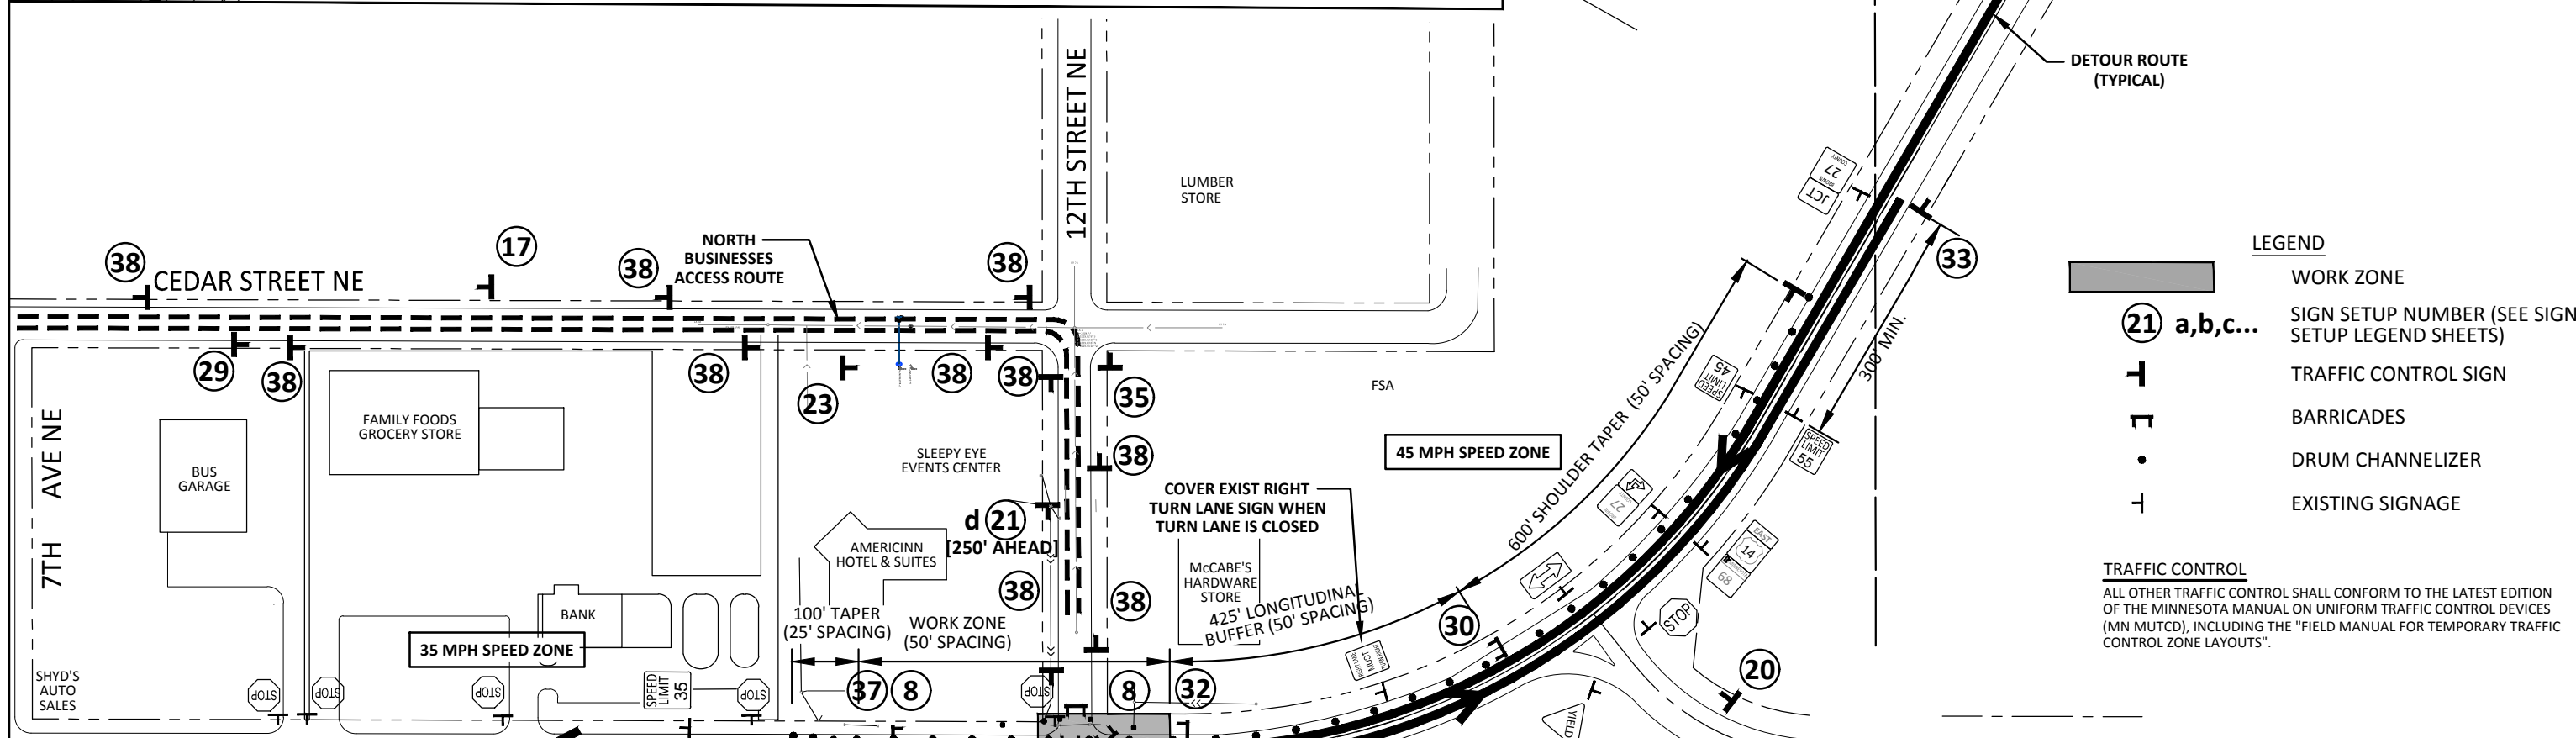 DETOUR ROUTE
(TYPICAL)
12TH STREET NE
LUMBER
STORE
COUNTY
27
BROWN
JCT
38
CEDAR STREET NE
17
38
NORTH
BUSINESSES
ACCESS ROUTE
38
33
300' MIN.
LEGEND
WORK ZONE
21 a,b,c... SIGN SETUP NUMBER (SEE SIGN
SETUP LEGEND SHEETS)
TRAFFIC CONTROL SIGN
BARRICADES
DRUM CHANNELIZER
EXISTING SIGNAGE
29
38
38
23
38
38
35
FSA
SPEED
LIMIT
45
7TH AVE NE
FAMILY FOODS
GROCERY STORE
BUS
GARAGE
SLEEPY EYE
EVENTS CENTER
38
45 MPH SPEED ZONE
600' SHOULDER TAPER (50' SPACING)
SPEED
LIMIT
55
COVER EXIST RIGHT
TURN LANE SIGN WHEN
TURN LANE IS CLOSED
27
d 21
[250' AHEAD]
AMERICINN
HOTEL & SUITES
EAST
14
68
McCABE'S
HARDWARE
STORE
38
38
425' LONGITUDINAL
BUFFER (50' SPACING)
30
STOP
TRAFFIC CONTROL
ALL OTHER TRAFFIC CONTROL SHALL CONFORM TO THE LATEST EDITION
OF THE MINNESOTA MANUAL ON UNIFORM TRAFFIC CONTROL DEVICES
(MN MUTCD), INCLUDING THE "FIELD MANUAL FOR TEMPORARY TRAFFIC
CONTROL ZONE LAYOUTS".
BANK
100' TAPER
(25' SPACING)
WORK ZONE
(50' SPACING)
35 MPH SPEED ZONE
SHYD'S
AUTO
SALES
STOP
STOP
STOP
SPEED
LIMIT
35
STOP
37
8
STOP
8
32
RIGHT LANE
MUST
TURN RIGHT
20
YIELD